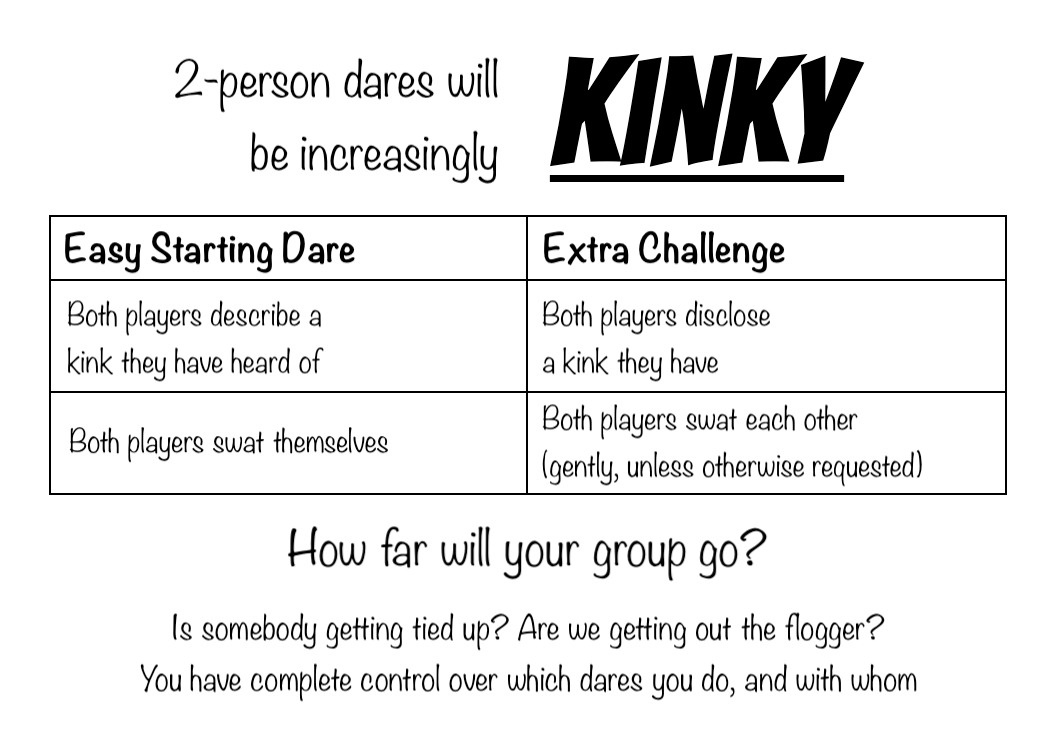 2-person dares will
be increasingly
KINKY
Easy Starting Dare
Extra Challenge
Both players describe a
kink they have heard of
Both players disclose
a kink they have
Both players swat themselves
Both players swat each other
(gently, unless otherwise requested)
How far will your group go?
Is somebody getting tied up? Are we getting out the flogger?
You have complete control over which dares you do, and with whom